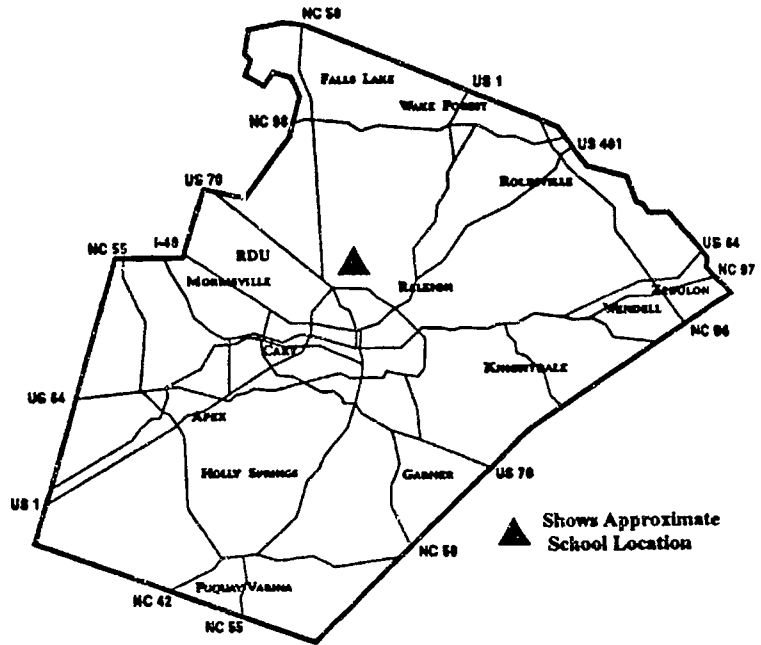 NC 50
FALLS LAKE
US 1
WAKE FOREST
NC 98
US 401
US 70
ROLESVILLE
NC 55
I-40
RDU
US 64
MORRISVILLE
RALEIGH
NC 97
ZEBULON
WENDELL
NC 96
CARY
KNIGHTDALE
US 64
APEX
HOLLY SPRINGS
GARNER
US 70
US 1
Shows Approximate
School Location
NC 50
FUQUAY VARINA
NC 42
NC 55